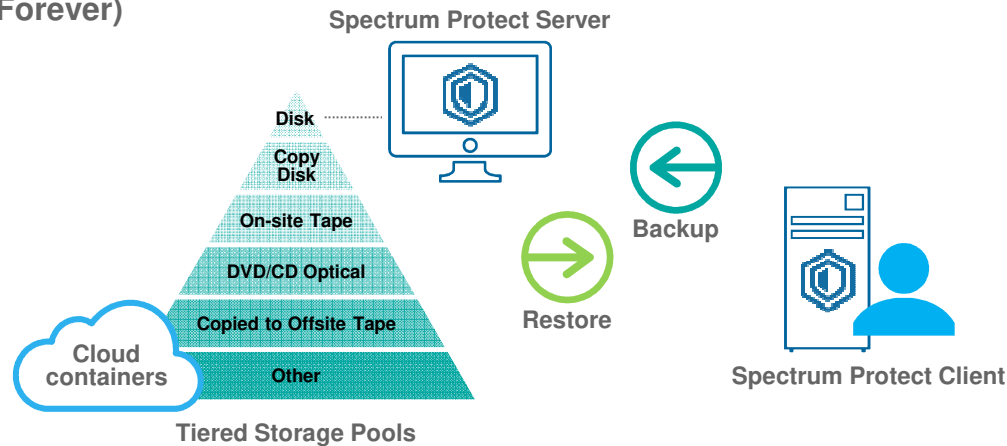 Forever)
Spectrum Protect Server
Disk
Copy
Disk
On-site Tape
DVD/CD Optical
Copied to Offsite Tape
Other
Cloud
containers
Tiered Storage Pools
Backup
Restore
Spectrum Protect Client